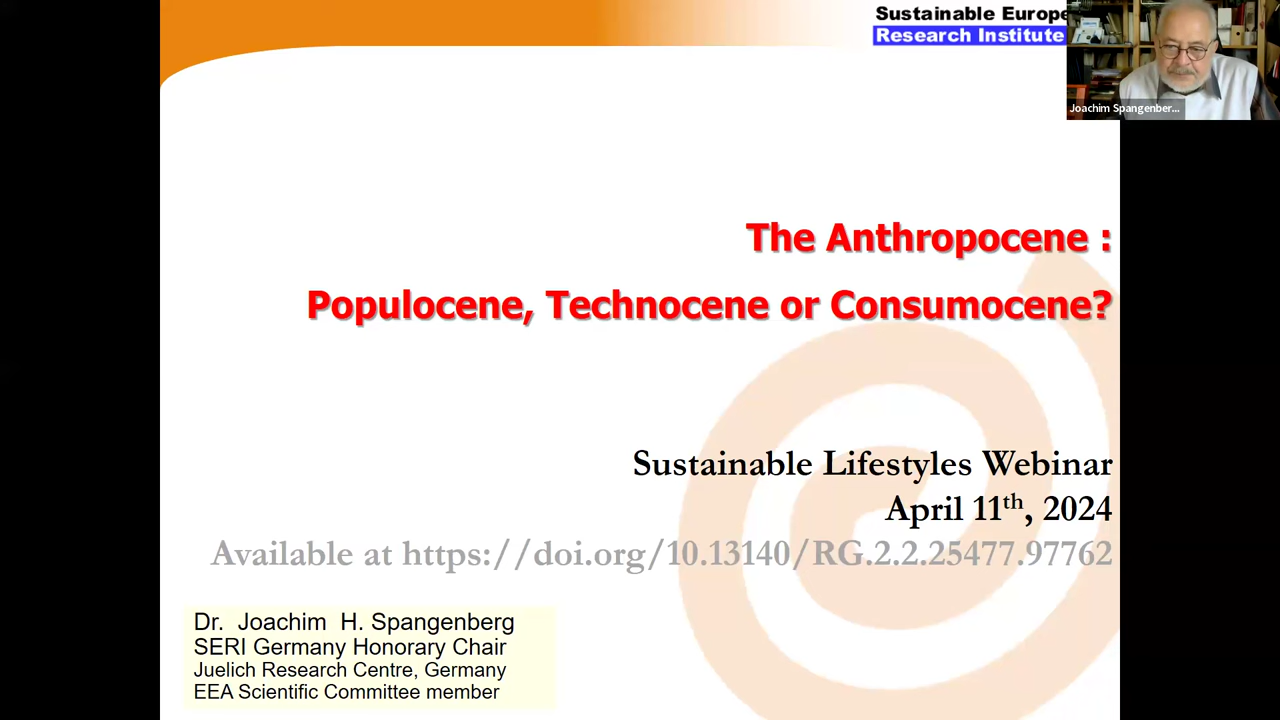 Sustainable Europe
Research Institute
Joachim Spangenber...
The Anthropocene :
Populocene, Technocene or Consumocene?
Sustainable Lifestyles Webinar
April 11th, 2024
Available at https://doi.org/10.13140/RG.2.2.25477.97762
Dr. Joachim H. Spangenberg
SERI Germany Honorary Chair
Juelich Research Centre, Germany
EEA Scientific Committee member